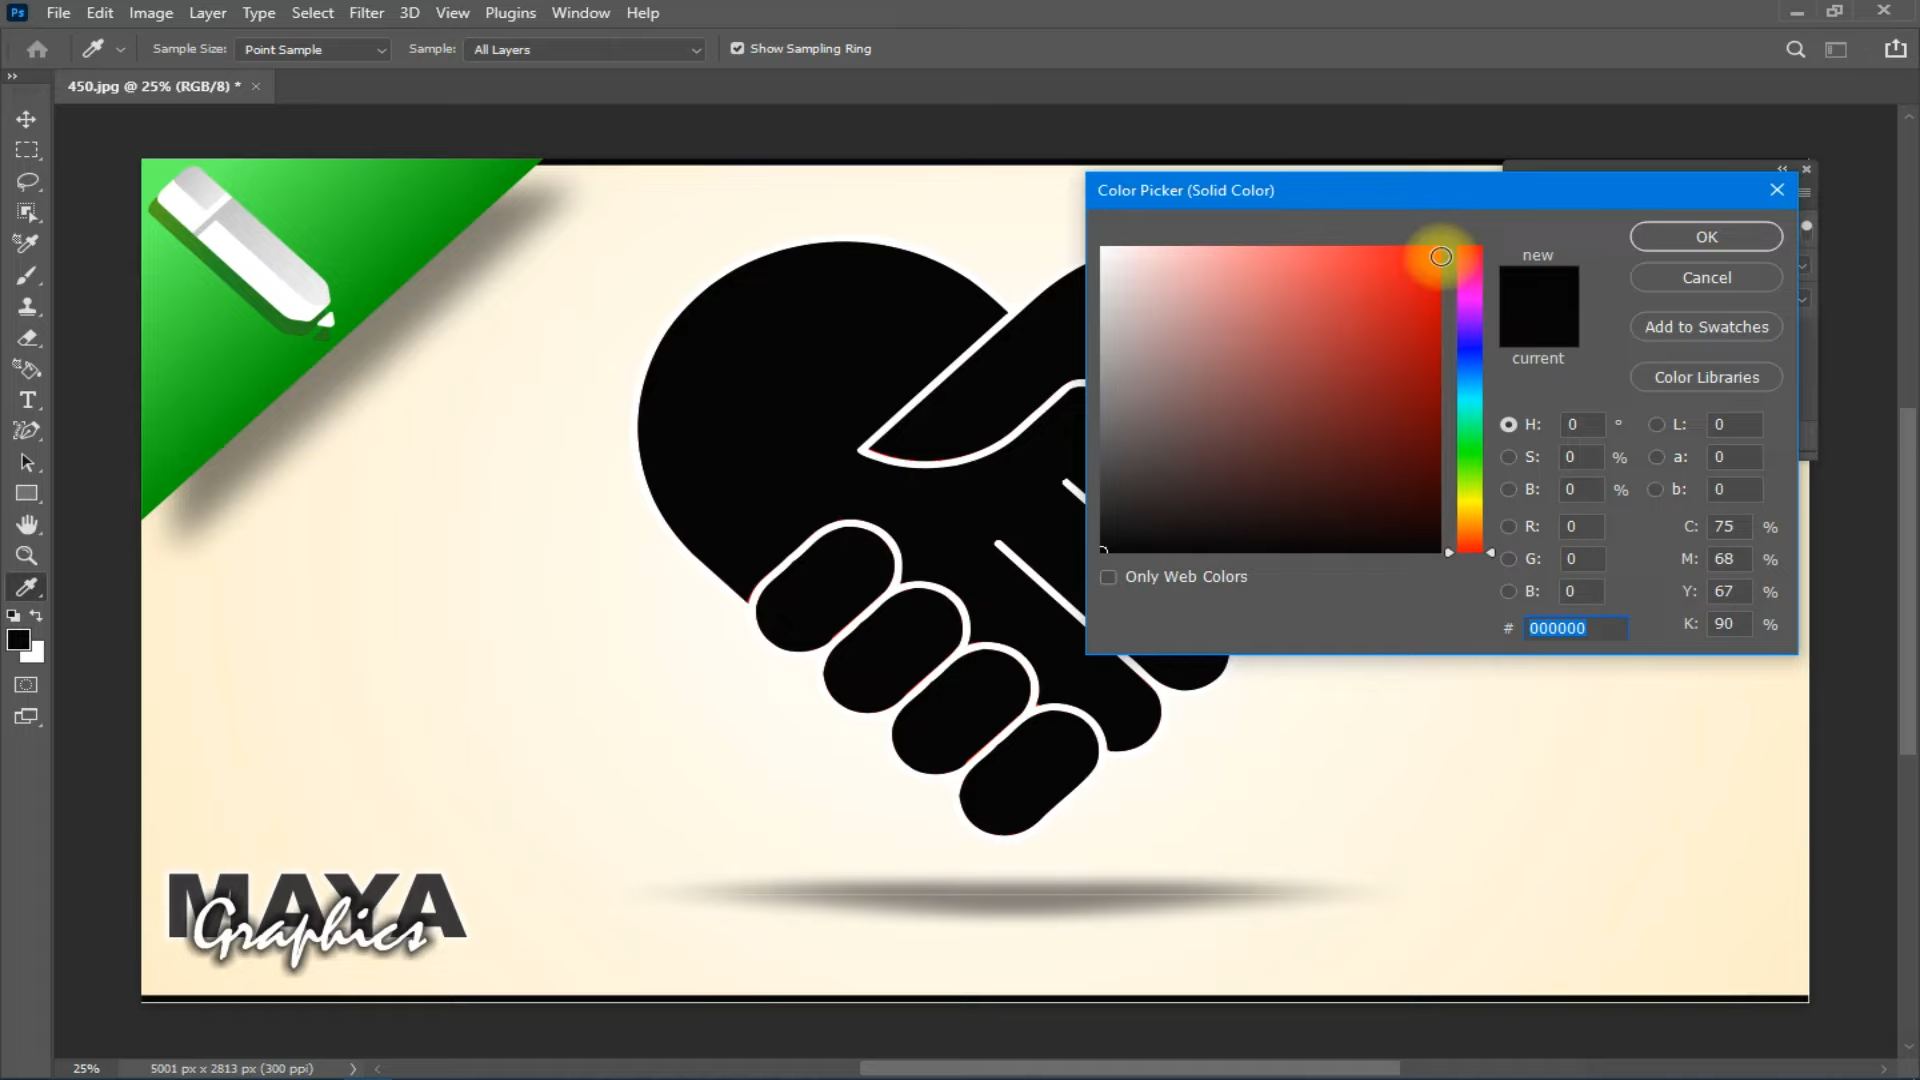 Ps File Edit Image Layer Type Select Filter 3D View Plugins Window Help
Sample Size: Point Sample Sample: All Layers Show Sampling Ring
450.jpg @ 25% (RGB/8) *
Color Picker (Solid Color)
new
OK
Cancel
Add to Swatches
current
Color Libraries
H: 0 ° L: 0
S: 0 % a: 0
B: 0 % b: 0
R: 0 C: 75 %
G: 0 M: 68 %
B: 0 Y: 67 %
# 000000 K: 90 %
Only Web Colors
MAYA
Graphics
25% 5001 px x 2813 px (300 ppi)